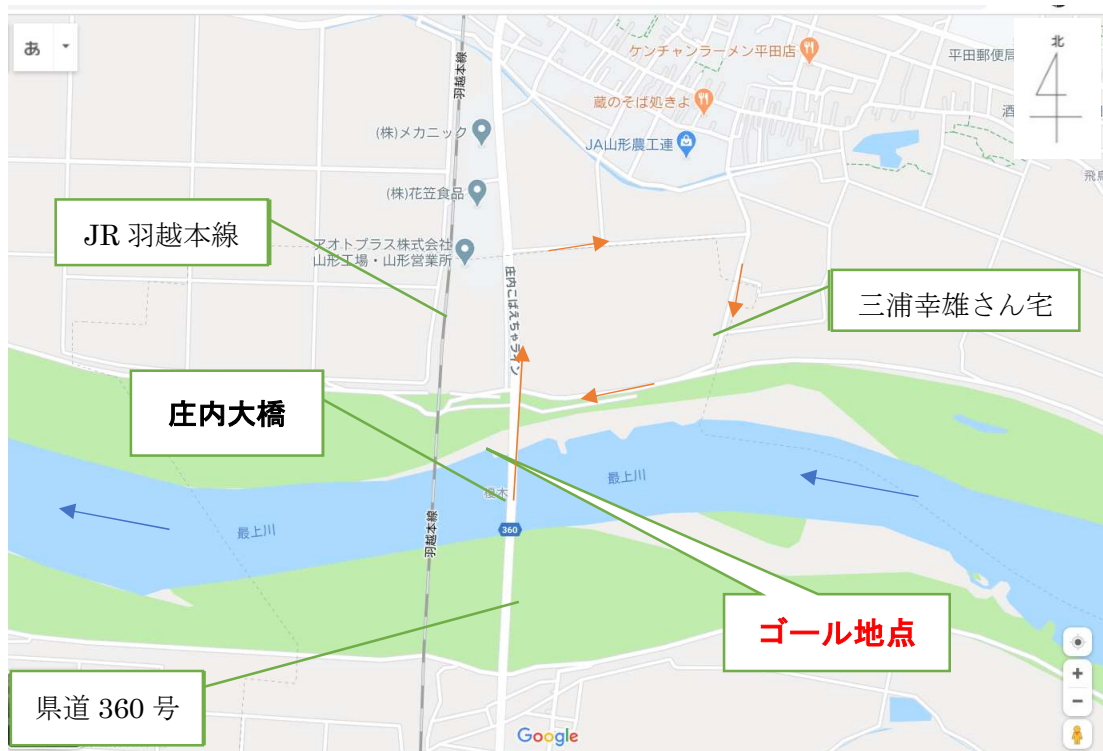 あ
ケンチャンラーメン平田店
平田郵便局
北
羽越本線
蔵のそば処きよ
酒
(株)メカニック
JA山形農工連
飛鳥
(株)花笠食品
JR 羽越本線
アオトプラス株式会社
山形工場・山形営業所
庄内こばえちゃライン
三浦幸雄さん宅
庄内大橋
最上川
榎木
最上川
360
羽越本線
ゴール地点
県道 360 号
Google